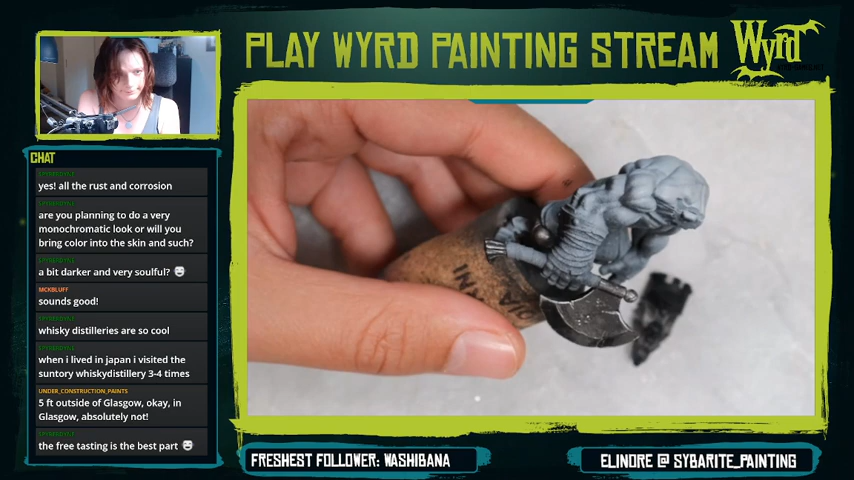 PLAY WYRD PAINTING STREAM
Wyrd
CHAT
yes! all the rust and corrosion
are you planning to do a very
monochromatic look or will you
bring color into the skin and such?
a bit darker and very soulful?
MCKBLUFF
sounds good!
whisky distilleries are so cool
when i lived in japan i visited the
suntory whiskydistillery 3-4 times
UNDER_CONSTRUCTION_PAINTS
5 ft outside of Glasgow, okay, in
Glasgow, absolutely not!
the free tasting is the best part
FRESHEST FOLLOWER: WASHIBANA
ELINORE @ SYBARITE_PAINTING